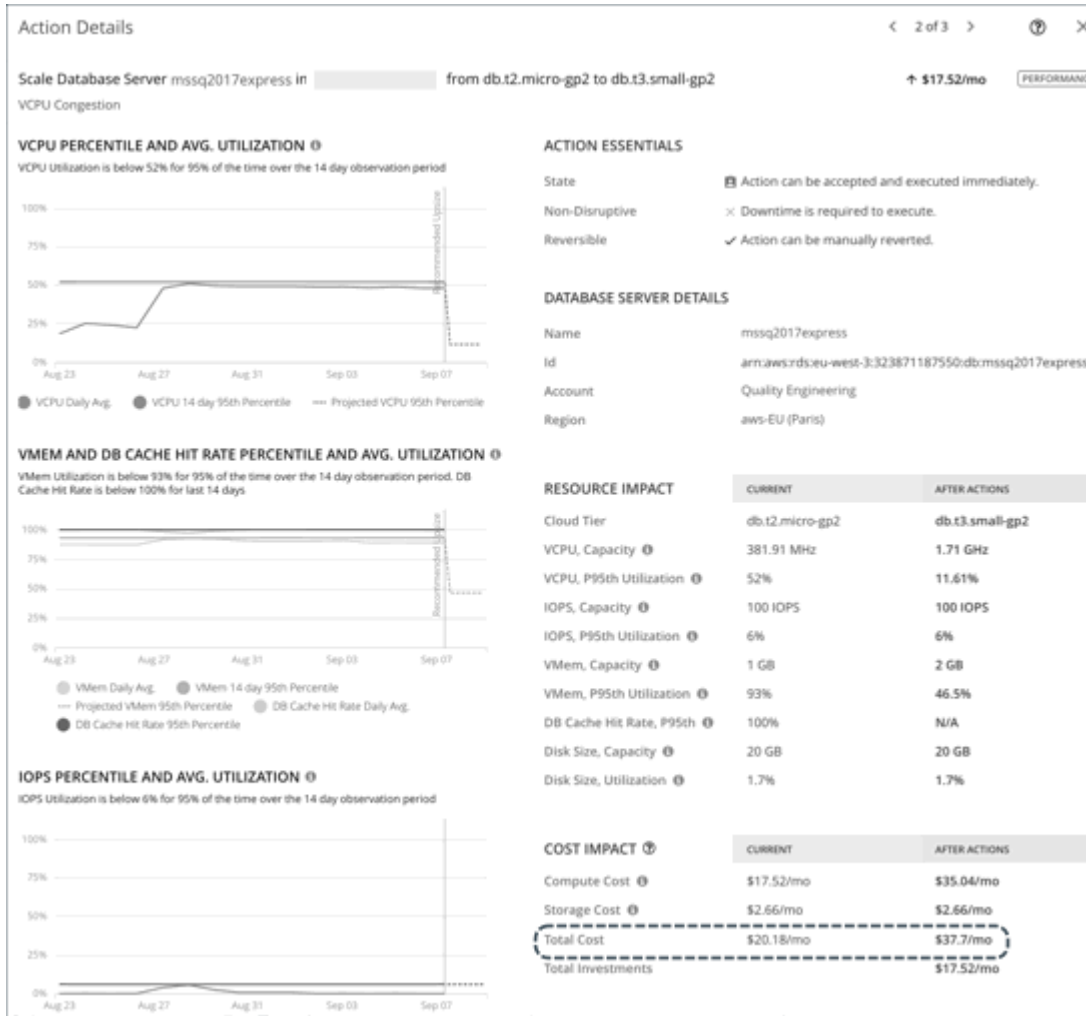 Action Details
< 2 of 3 >
Scale Database Server mssq2017express in from db.t2.micro-gp2 to db.t3.small-gp2
↑ $17.52/mo
VCPU Congestion
VCPU PERCENTILE AND AVG. UTILIZATION
VCPU Utilization is below 52% for 95% of the time over the 14 day observation period
100%
75%
50%
25%
0%
Recommended Upsize
Aug 23 Aug 27 Aug 31 Sep 03 Sep 07
VCPU Daily Avg. VCPU 14 day 95th Percentile Projected VCPU 95th Percentile
VMEM AND DB CACHE HIT RATE PERCENTILE AND AVG. UTILIZATION
VMem Utilization is below 93% for 95% of the time over the 14 day observation period. DB
Cache Hit Rate is below 100% for last 14 days
100%
75%
50%
25%
0%
Recommended Upsize
Aug 23 Aug 27 Aug 31 Sep 03 Sep 07
VMem Daily Avg. VMem 14 day 95th Percentile
Projected VMem 95th Percentile DB Cache Hit Rate Daily Avg.
DB Cache Hit Rate 95th Percentile
IOPS PERCENTILE AND AVG. UTILIZATION
IOPS Utilization is below 6% for 95% of the time over the 14 day observation period
100%
75%
50%
25%
0%
Aug 23 Aug 27 Aug 31 Sep 03 Sep 07
ACTION ESSENTIALS
State Action can be accepted and executed immediately.
Non-Disruptive Downtime is required to execute.
Reversible Action can be manually reverted.
DATABASE SERVER DETAILS
Name mssq2017express
Id arn:aws:rds:eu-west-3:323871187550:db:mssq2017express
Account Quality Engineering
Region aws-EU (Paris)
RESOURCE IMPACT CURRENT AFTER ACTIONS
Cloud Tier db.t2.micro-gp2 db.t3.small-gp2
VCPU, Capacity 381.91 MHz 1.71 GHz
VCPU, P95th Utilization 52% 11.61%
IOPS, Capacity 100 IOPS 100 IOPS
IOPS, P95th Utilization 6% 6%
VMem, Capacity 1 GB 2 GB
VMem, P95th Utilization 93% 46.5%
DB Cache Hit Rate, P95th 100% N/A
Disk Size, Capacity 20 GB 20 GB
Disk Size, Utilization 1.7% 1.7%
COST IMPACT CURRENT AFTER ACTIONS
Compute Cost $17.52/mo $35.04/mo
Storage Cost $2.66/mo $2.66/mo
Total Cost $20.18/mo $37.7/mo
Total Investments $17.52/mo